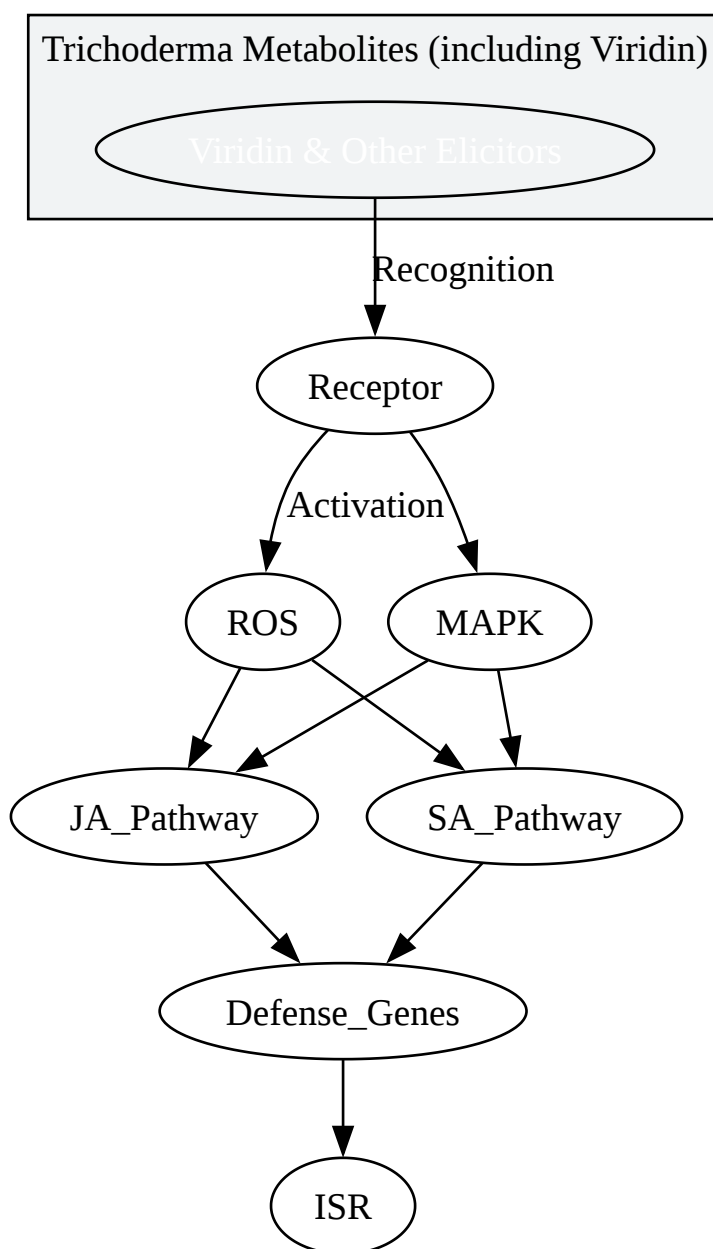 Trichoderma Metabolites (including Viridin)
Viridin & Other Elicitors
Recognition
Receptor
Activation
ROS
MAPK
JA_Pathway
SA_Pathway
Defense_Genes
ISR